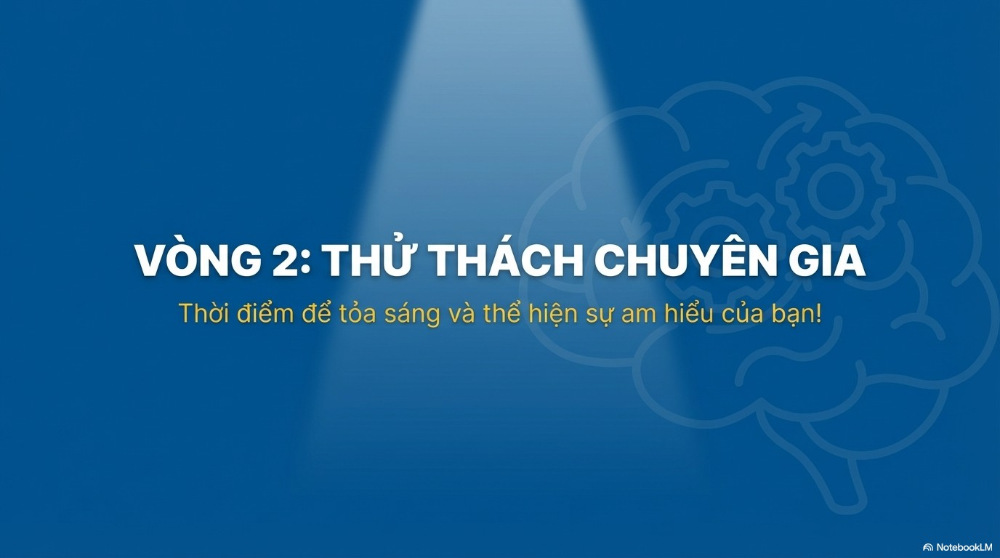 VÒNG 2: THỬ THÁCH CHUYÊN GIA
Thời điểm để tỏa sáng và thể hiện sự am hiểu của bạn!
NotebookLM